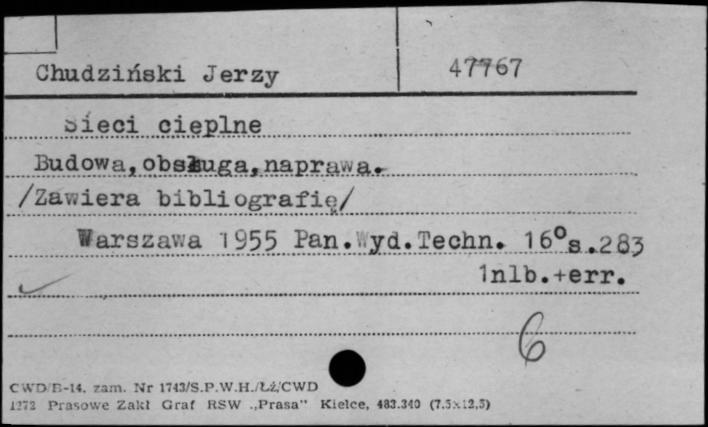 Chudziński Jerzy 47767
Sieci cieplne
Budowa,obsługa,naprawa.
/Zawiera bibliografię/
Warszawa 1955 Pan.Wyd.Techn. 16° s.283
1nlb.+err.
6
CWD/B-14. zam. Nr 1743/S.P.W.H./Łż/CWD
1272 Prasowe Zakł Graf RSW „Prasa" Kielce, 483.340 (7.5x12,5)